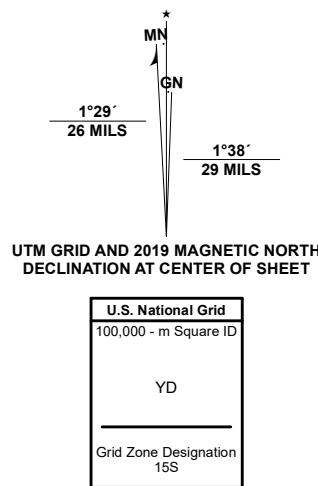 MN
GN
1°29´
26 MILS
1°38´
29 MILS
UTM GRID AND 2019 MAGNETIC NORTH
DECLINATION AT CENTER OF SHEET
U.S. National Grid
100,000 - m Square ID
YD
Grid Zone Designation
15S